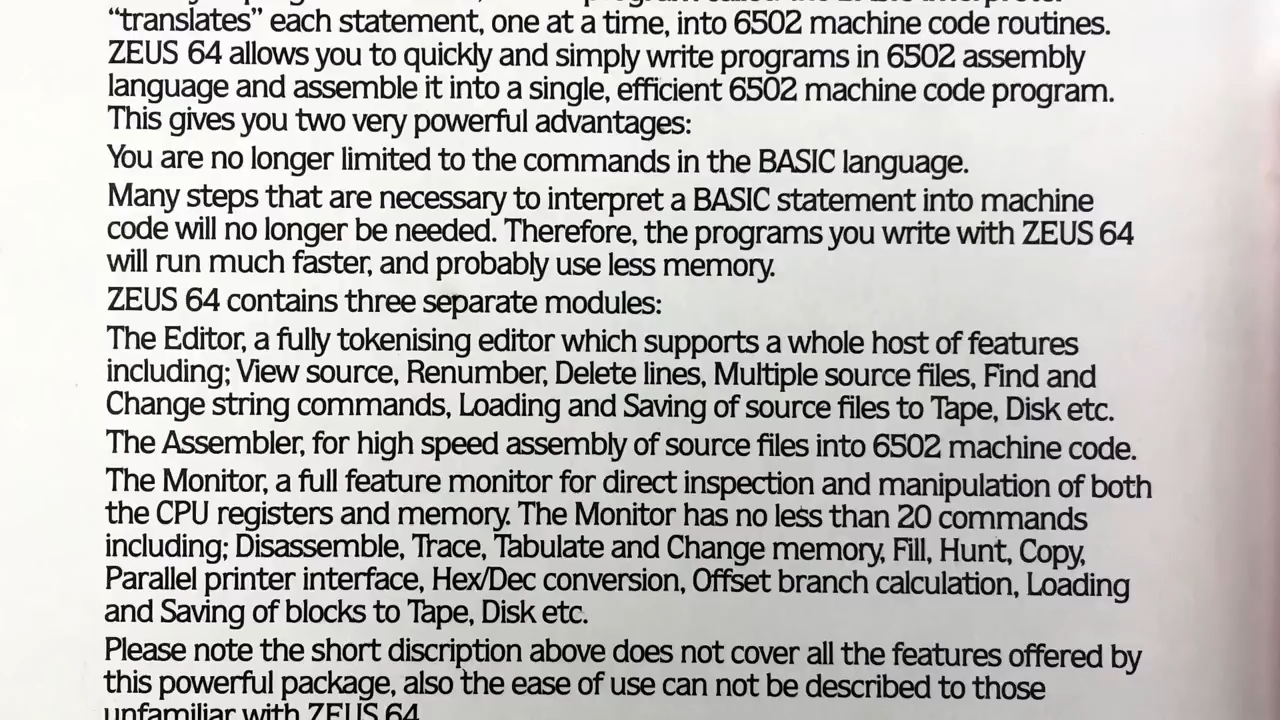 “translates” each statement, one at a time, into 6502 machine code routines.
ZEUS 64 allows you to quickly and simply write programs in 6502 assembly
language and assemble it into a single, efficient 6502 machine code program.
This gives you two very powerful advantages:
You are no longer limited to the commands in the BASIC language.
Many steps that are necessary to interpret a BASIC statement into machine
code will no longer be needed. Therefore, the programs you write with ZEUS 64
will run much faster, and probably use less memory.
ZEUS 64 contains three separate modules:
The Editor, a fully tokenising editor which supports a whole host of features
including; View source, Renumber, Delete lines, Multiple source files, Find and
Change string commands, Loading and Saving of source files to Tape, Disk etc.
The Assembler, for high speed assembly of source files into 6502 machine code.
The Monitor, a full feature monitor for direct inspection and manipulation of both
the CPU registers and memory. The Monitor has no less than 20 commands
including; Disassemble, Trace, Tabulate and Change memory, Fill, Hunt, Copy,
Parallel printer interface, Hex/Dec conversion, Offset branch calculation, Loading
and Saving of blocks to Tape, Disk etc.
Please note the short discription above does not cover all the features offered by
this powerful package, also the ease of use can not be described to those
unfamiliar with ZEUS 64